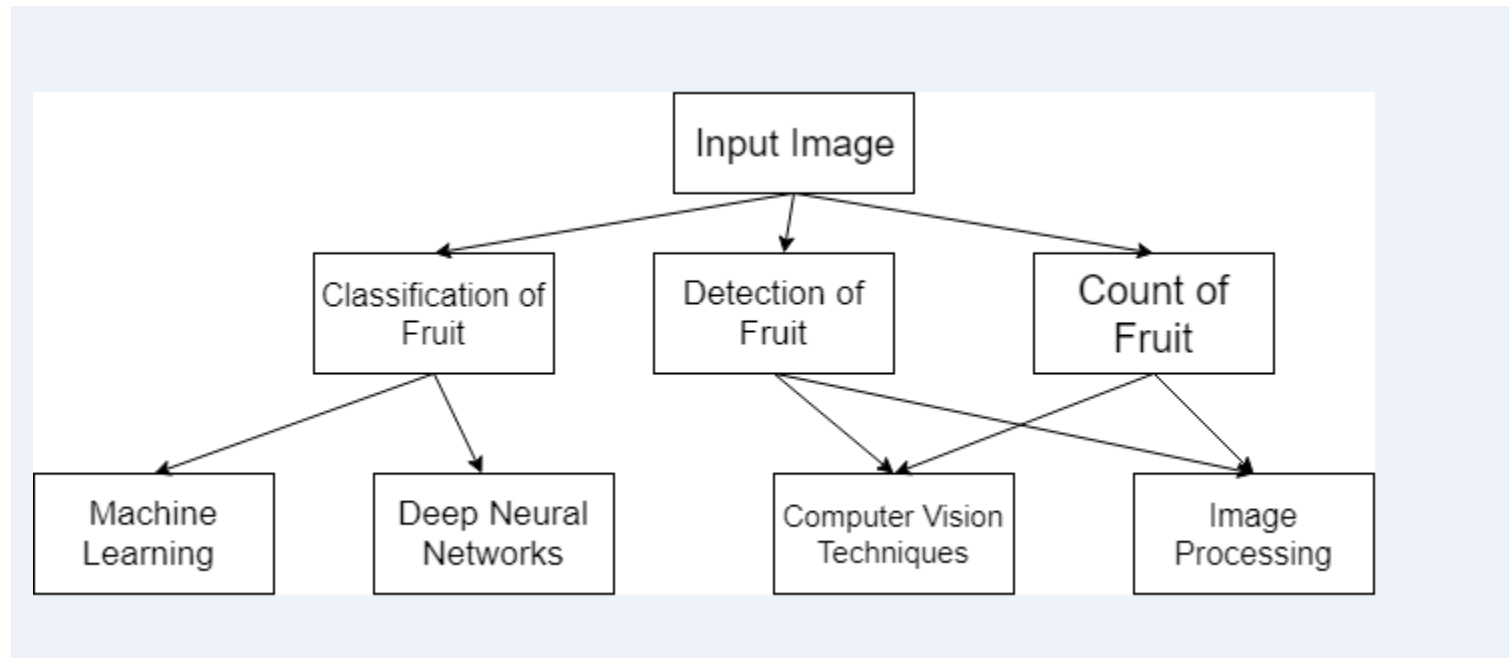 Input Image
Classification of
Fruit
Detection of
Fruit
Count of
Fruit
Machine
Learning
Deep Neural
Networks
Computer Vision
Techniques
Image
Processing